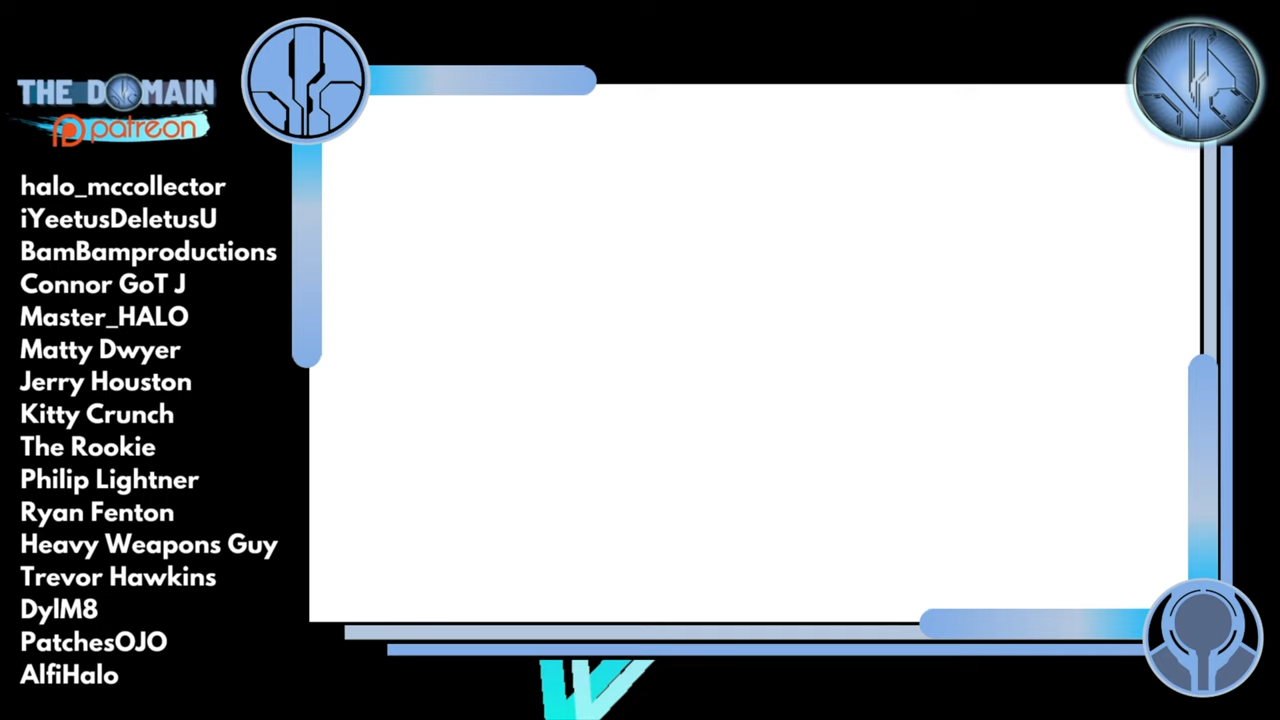 THE DOMAIN
patreon
halo_mccollector
iYeetusDeletusU
BamBamproductions
Connor GoT J
Master_HALO
Matty Dwyer
Jerry Houston
Kitty Crunch
The Rookie
Philip Lightner
Ryan Fenton
Heavy Weapons Guy
Trevor Hawkins
DylM8
PatchesOJO
AlfiHalo